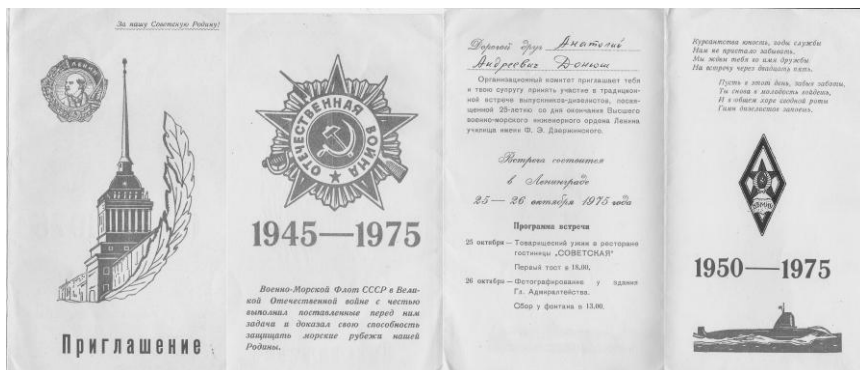 За нашу Советскую Родину!
ЛЕНИН
Приглашение
ОТЕЧЕСТВЕННАЯ ВОЙНА
1945—1975
Военно-Морской Флот СССР в Вели-
кой Отечественной войне с честью
выполнил поставленные перед ним
задачи и доказал свою способность
защищать морские рубежи нашей
Родины.
Дорогой друг Анатолий
Андреевич Донюш
Организационный комитет приглашает тебя
и твою супругу принять участие в традицион-
ной встрече выпускников-дизелистов, посвя-
щенной 25-летию со дня окончания Высшего
военно-морского инженерного ордена Ленина
училища имени Ф. Э. Дзержинского.
Встреча состоится
в Ленинграде
25—26 октября 1975 года
Программа встречи
25 октября — Товарищеский ужин в ресторане
гостиницы „СОВЕТСКАЯ"
Первый тост в 18.00.
26 октября — Фотографирование у здания
Гл. Адмиралтейства.
Сбор у фонтана в 13.00.
Курсантства юность, годы службы
Нам не пристало забывать.
Мы ждем тебя во имя дружбы
На встречу через двадцать пять.
Пусть в этот день, забыв заботы,
Ты снова в молодость войдешь,
И в общем хоре сводной роты
Гимн дизелистов запоешь.
1950—1975